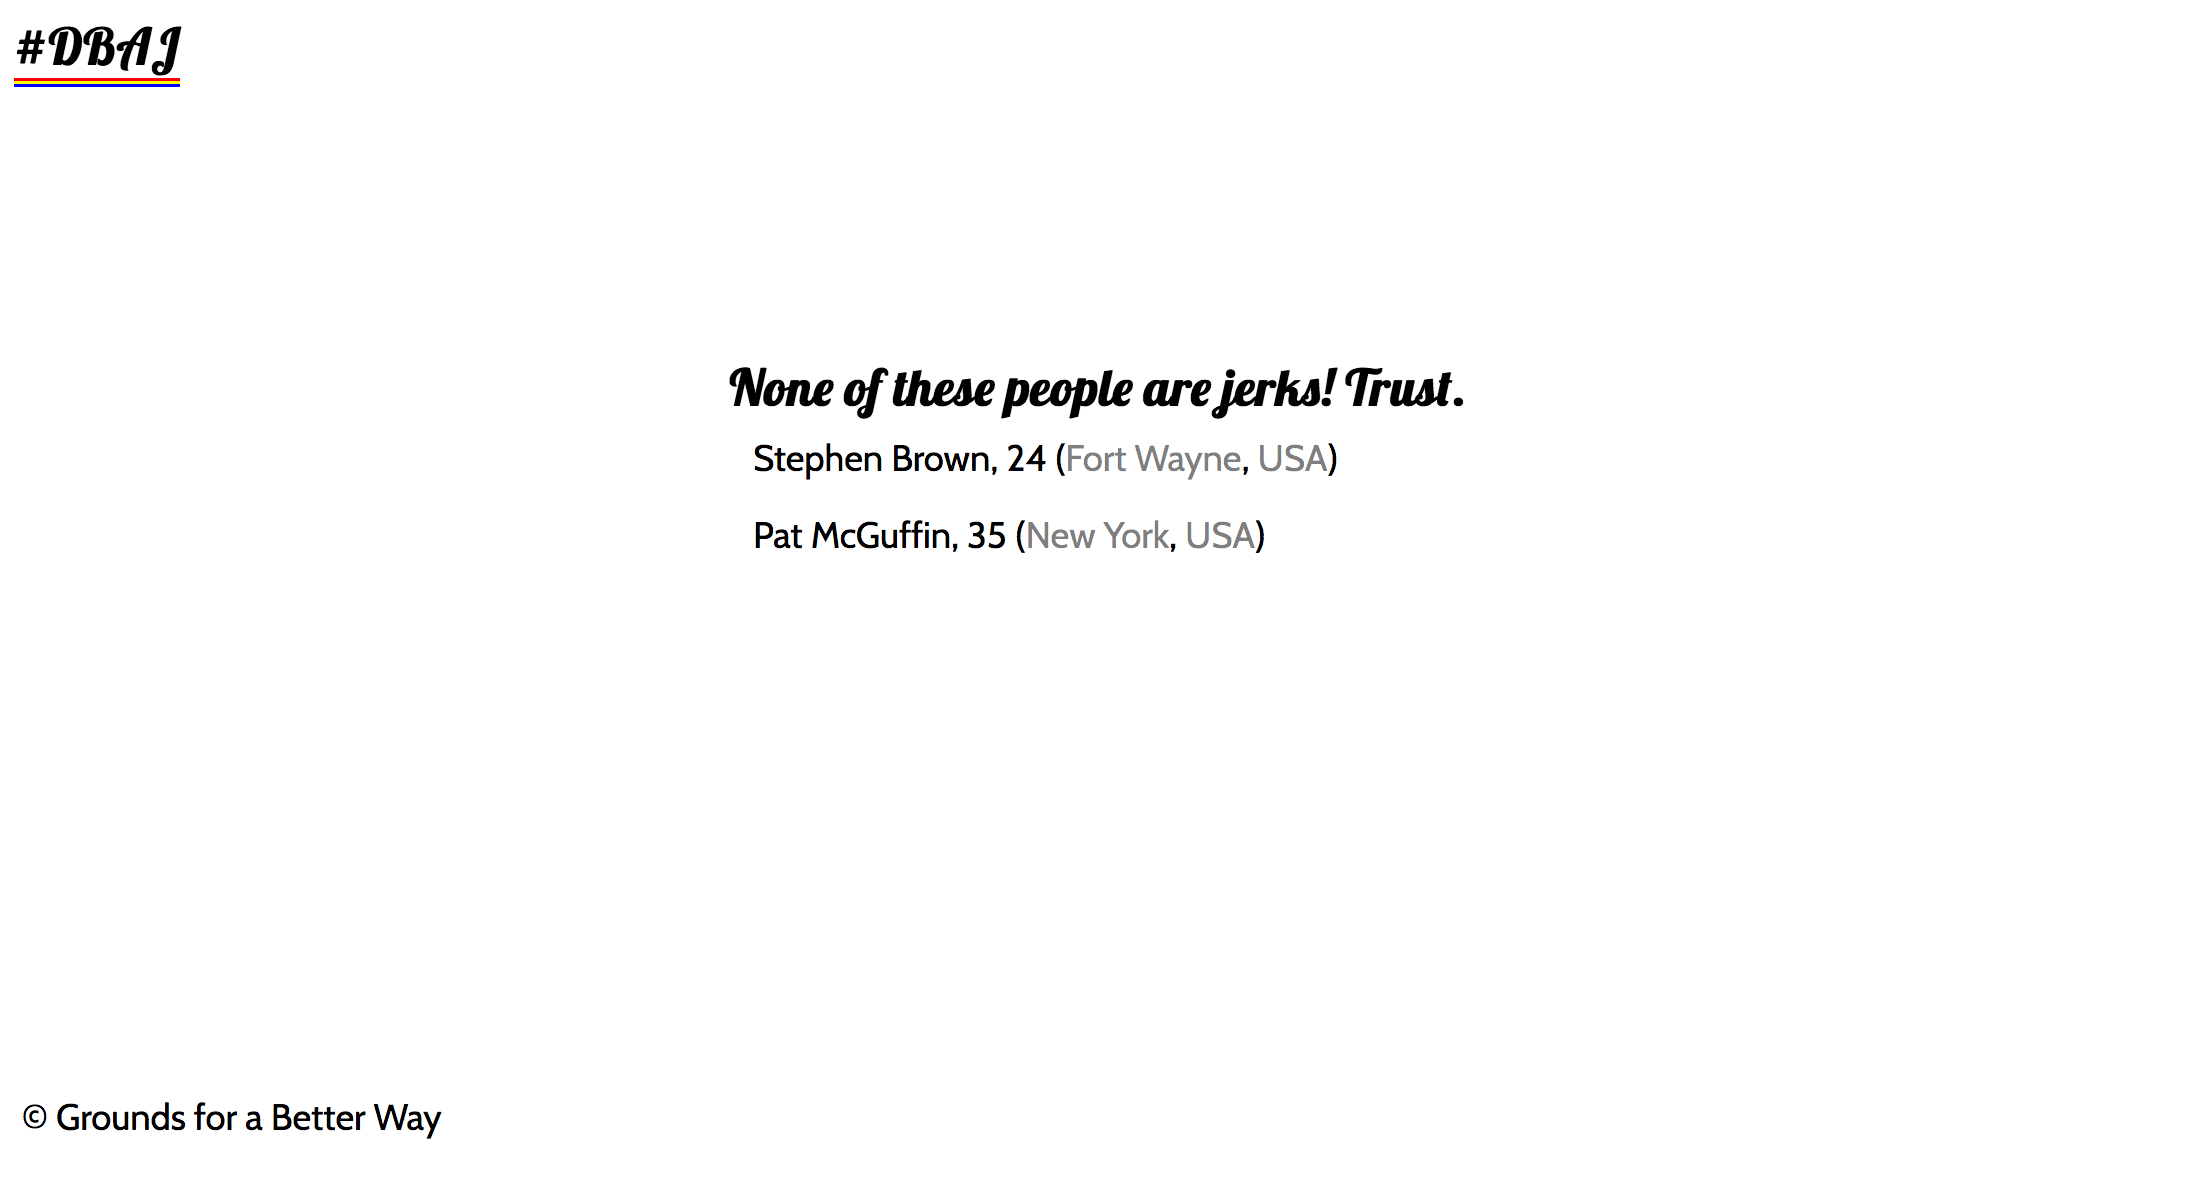 #DBAJ
None of these people are jerks! Trust.
Stephen Brown, 24 (Fort Wayne, USA)
Pat McGuffin, 35 (New York, USA)
© Grounds for a Better Way